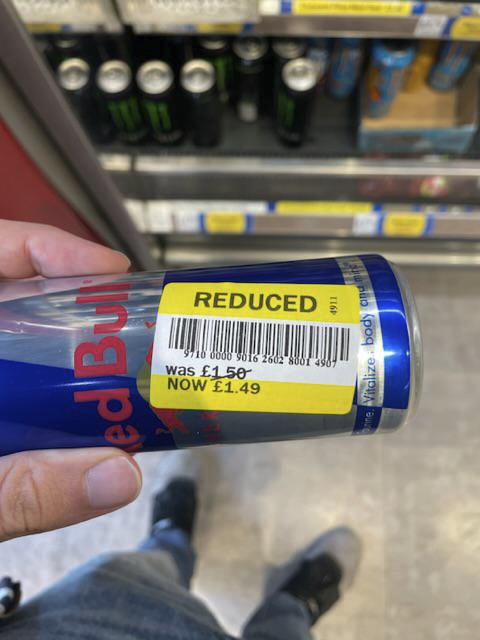 REDUCED
4911
9710 0000 9016 2602 8001 4907
was £1.50
NOW £1.49
Red Bull
Vitalizes body and mind